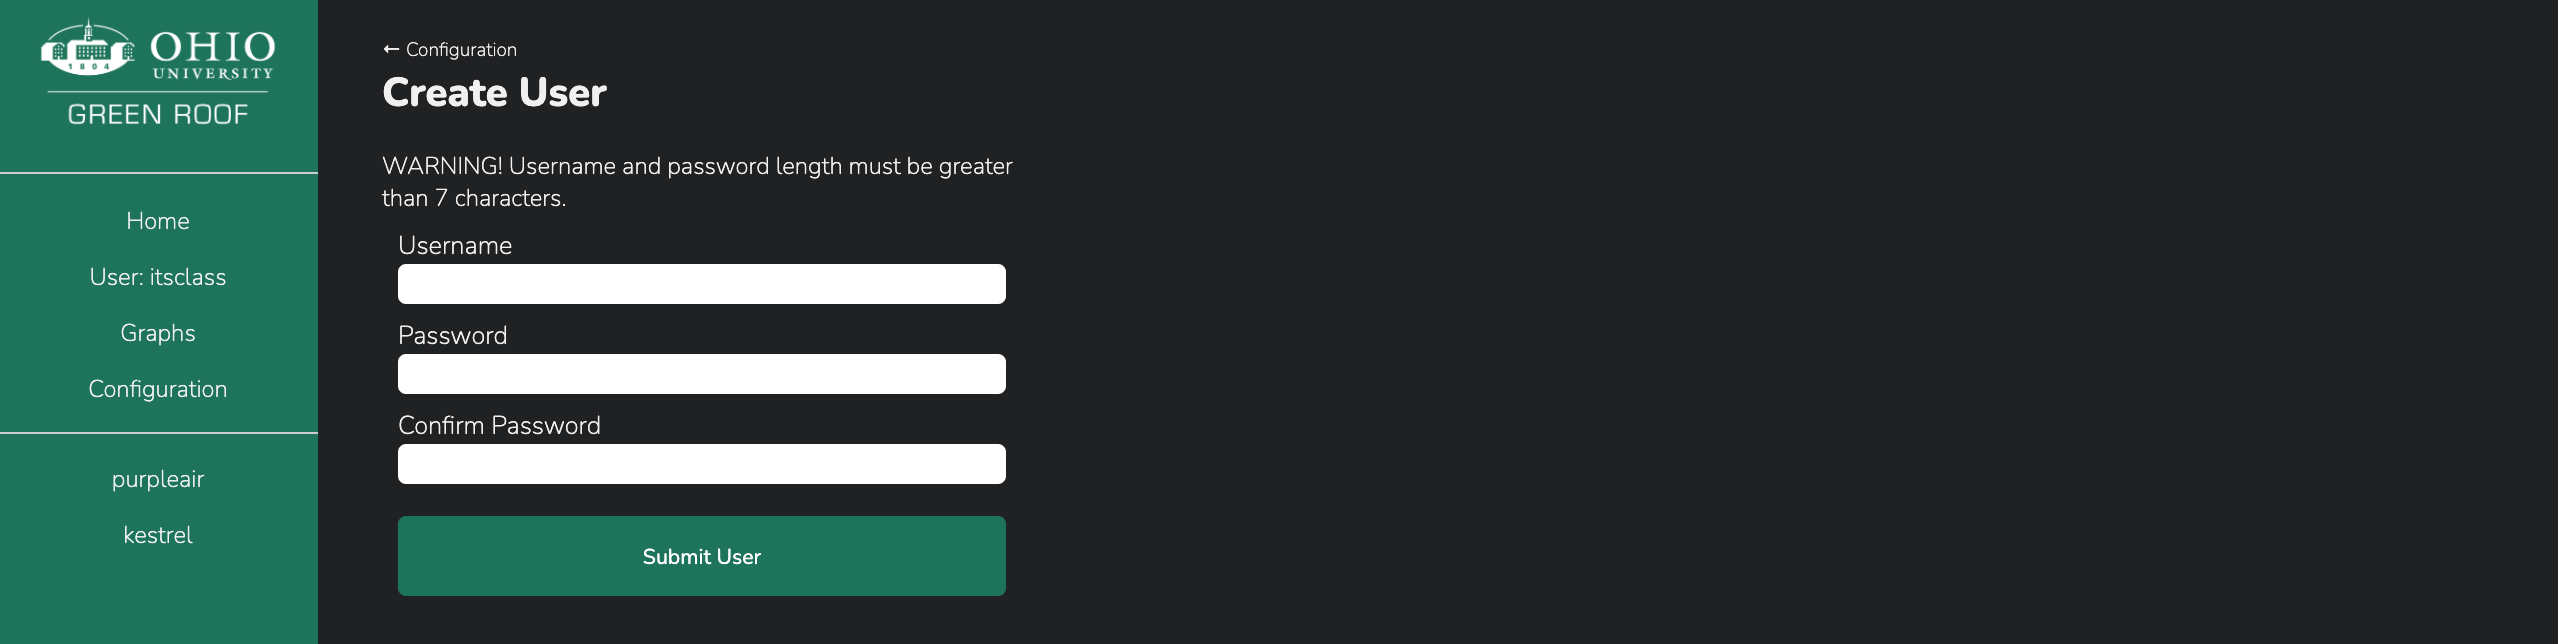 OHIO
UNIVERSITY
1804
GREEN ROOF
Home
User: itsclass
Graphs
Configuration
purpleair
kestrel
← Configuration
Create User
WARNING! Username and password length must be greater
than 7 characters.
Username
Password
Confirm Password
Submit User